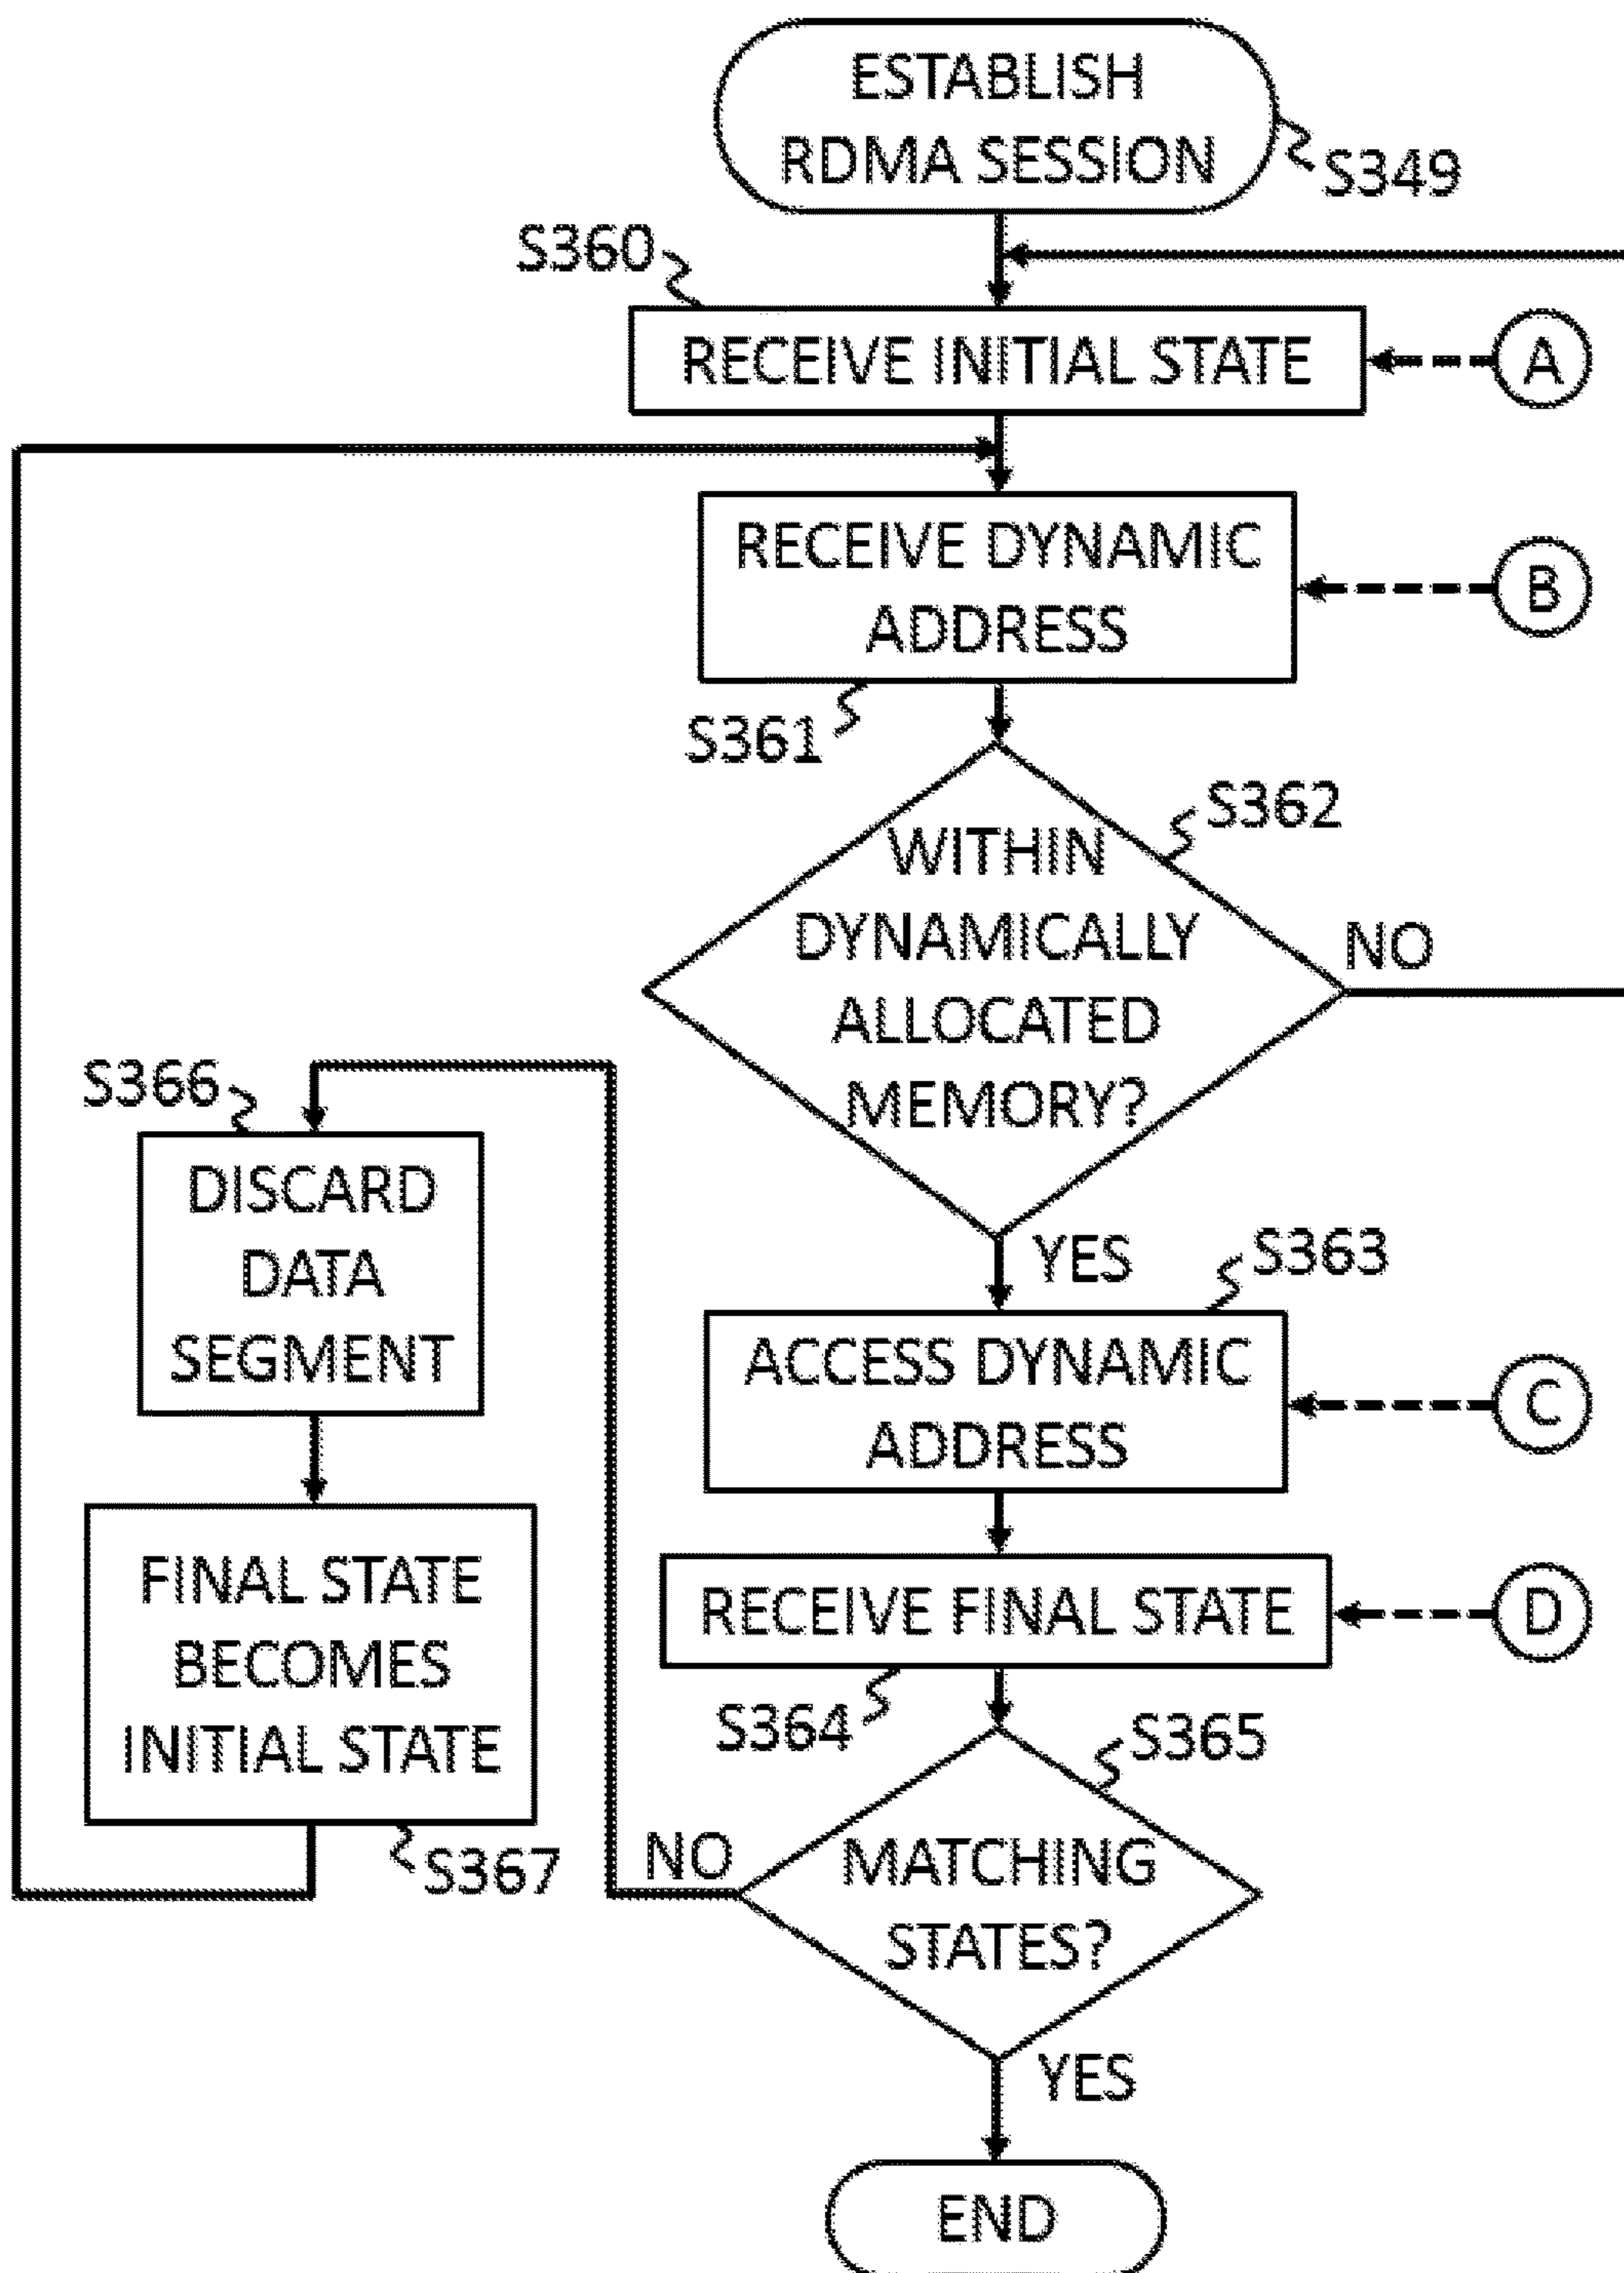 ESTABLISH
RDMA SESSION
S349
S360
RECEIVE INITIAL STATE
A
RECEIVE DYNAMIC
ADDRESS
B
S361
S362
WITHIN
DYNAMICALLY
ALLOCATED
MEMORY?
NO
YES
S363
ACCESS DYNAMIC
ADDRESS
C
RECEIVE FINAL STATE
D
S364
S365
MATCHING
STATES?
NO
S366
DISCARD
DATA
SEGMENT
FINAL STATE
BECOMES
INITIAL STATE
S367
YES
END